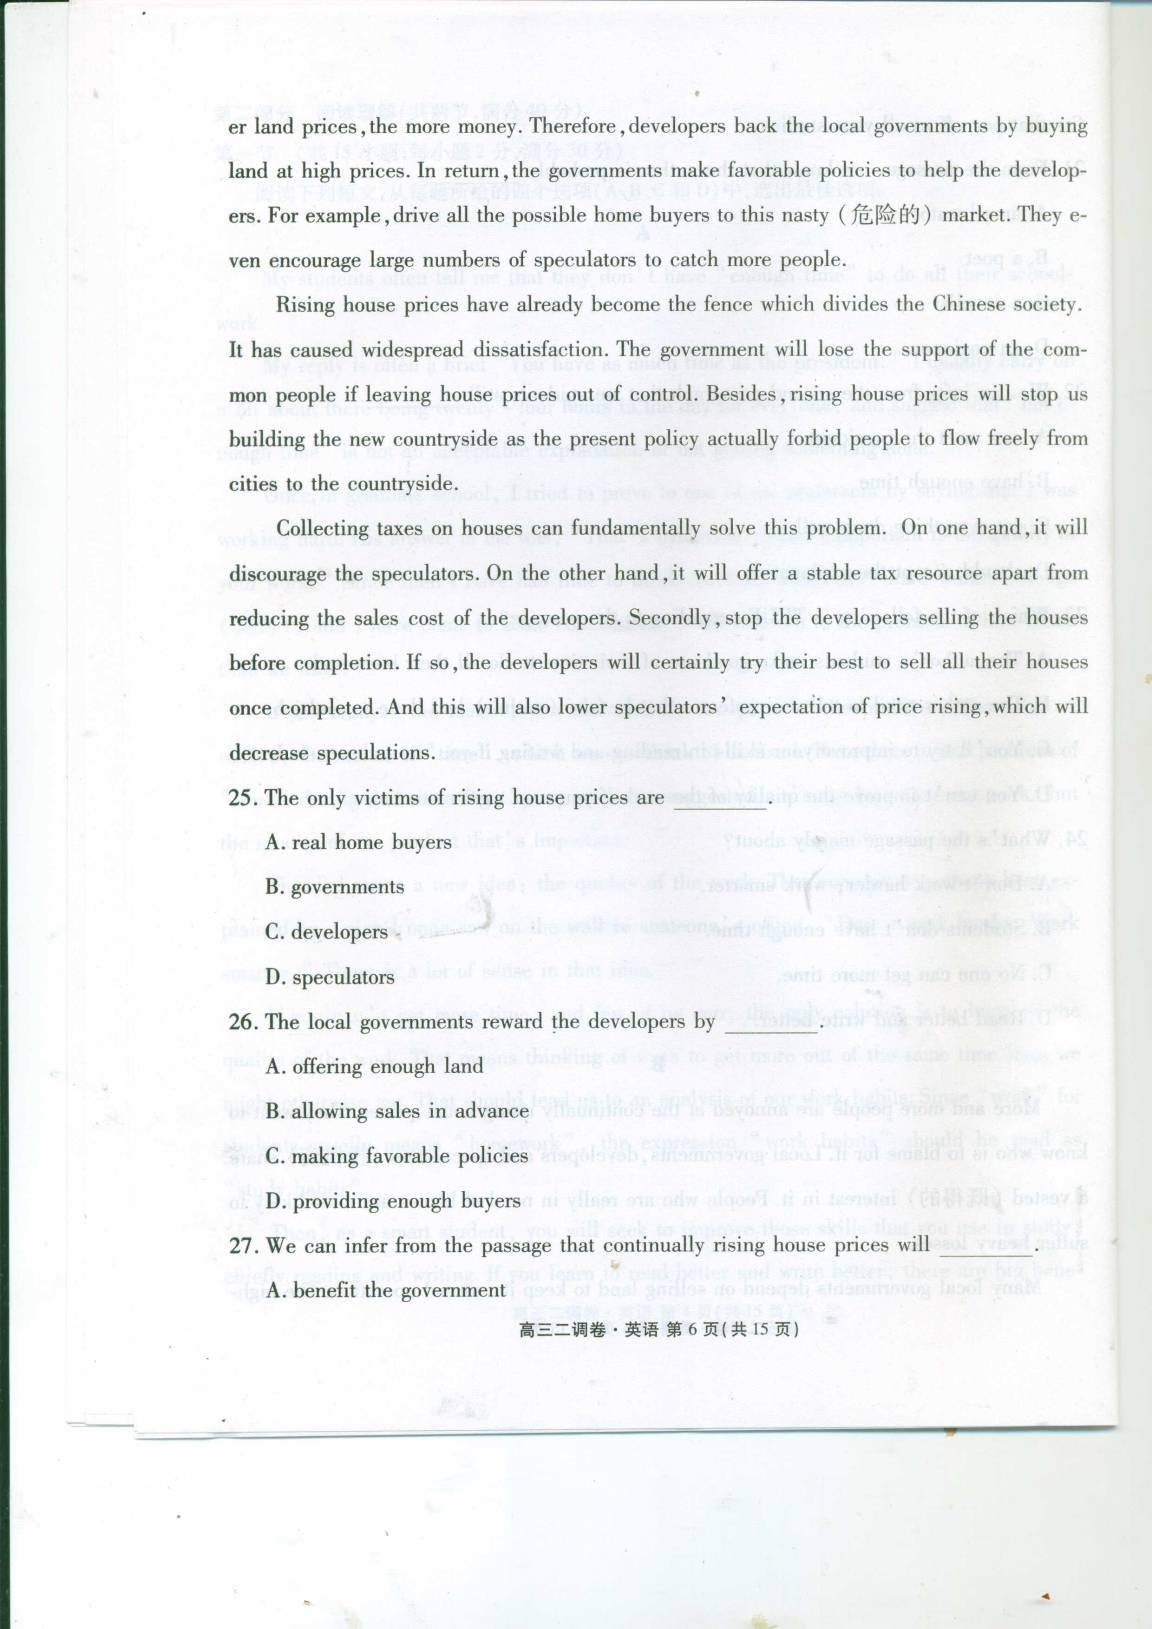 er land prices,the more money. Therefore,developers back the local governments by buying
land at high prices. In return,the governments make favorable policies to help the develop-
ers. For example,drive all the possible home buyers to this nasty (危险的) market. They e-
ven encourage large numbers of speculators to catch more people.
Rising house prices have already become the fence which divides the Chinese society.
It has caused widespread dissatisfaction. The government will lose the support of the com-
mon people if leaving house prices out of control. Besides,rising house prices will stop us
building the new countryside as the present policy actually forbid people to flow freely from
cities to the countryside.
Collecting taxes on houses can fundamentally solve this problem. On one hand,it will
discourage the speculators. On the other hand,it will offer a stable tax resource apart from
reducing the sales cost of the developers. Secondly,stop the developers selling the houses
before completion. If so,the developers will certainly try their best to sell all their houses
once completed. And this will also lower speculators' expectation of price rising,which will
decrease speculations.
25. The only victims of rising house prices are ________.
A. real home buyers
B. governments
C. developers
D. speculators
26. The local governments reward the developers by ________.
A. offering enough land
B. allowing sales in advance
C. making favorable policies
D. providing enough buyers
27. We can infer from the passage that continually rising house prices will ________.
A. benefit the government
高三二调卷·英语 第 6 页(共 15 页)